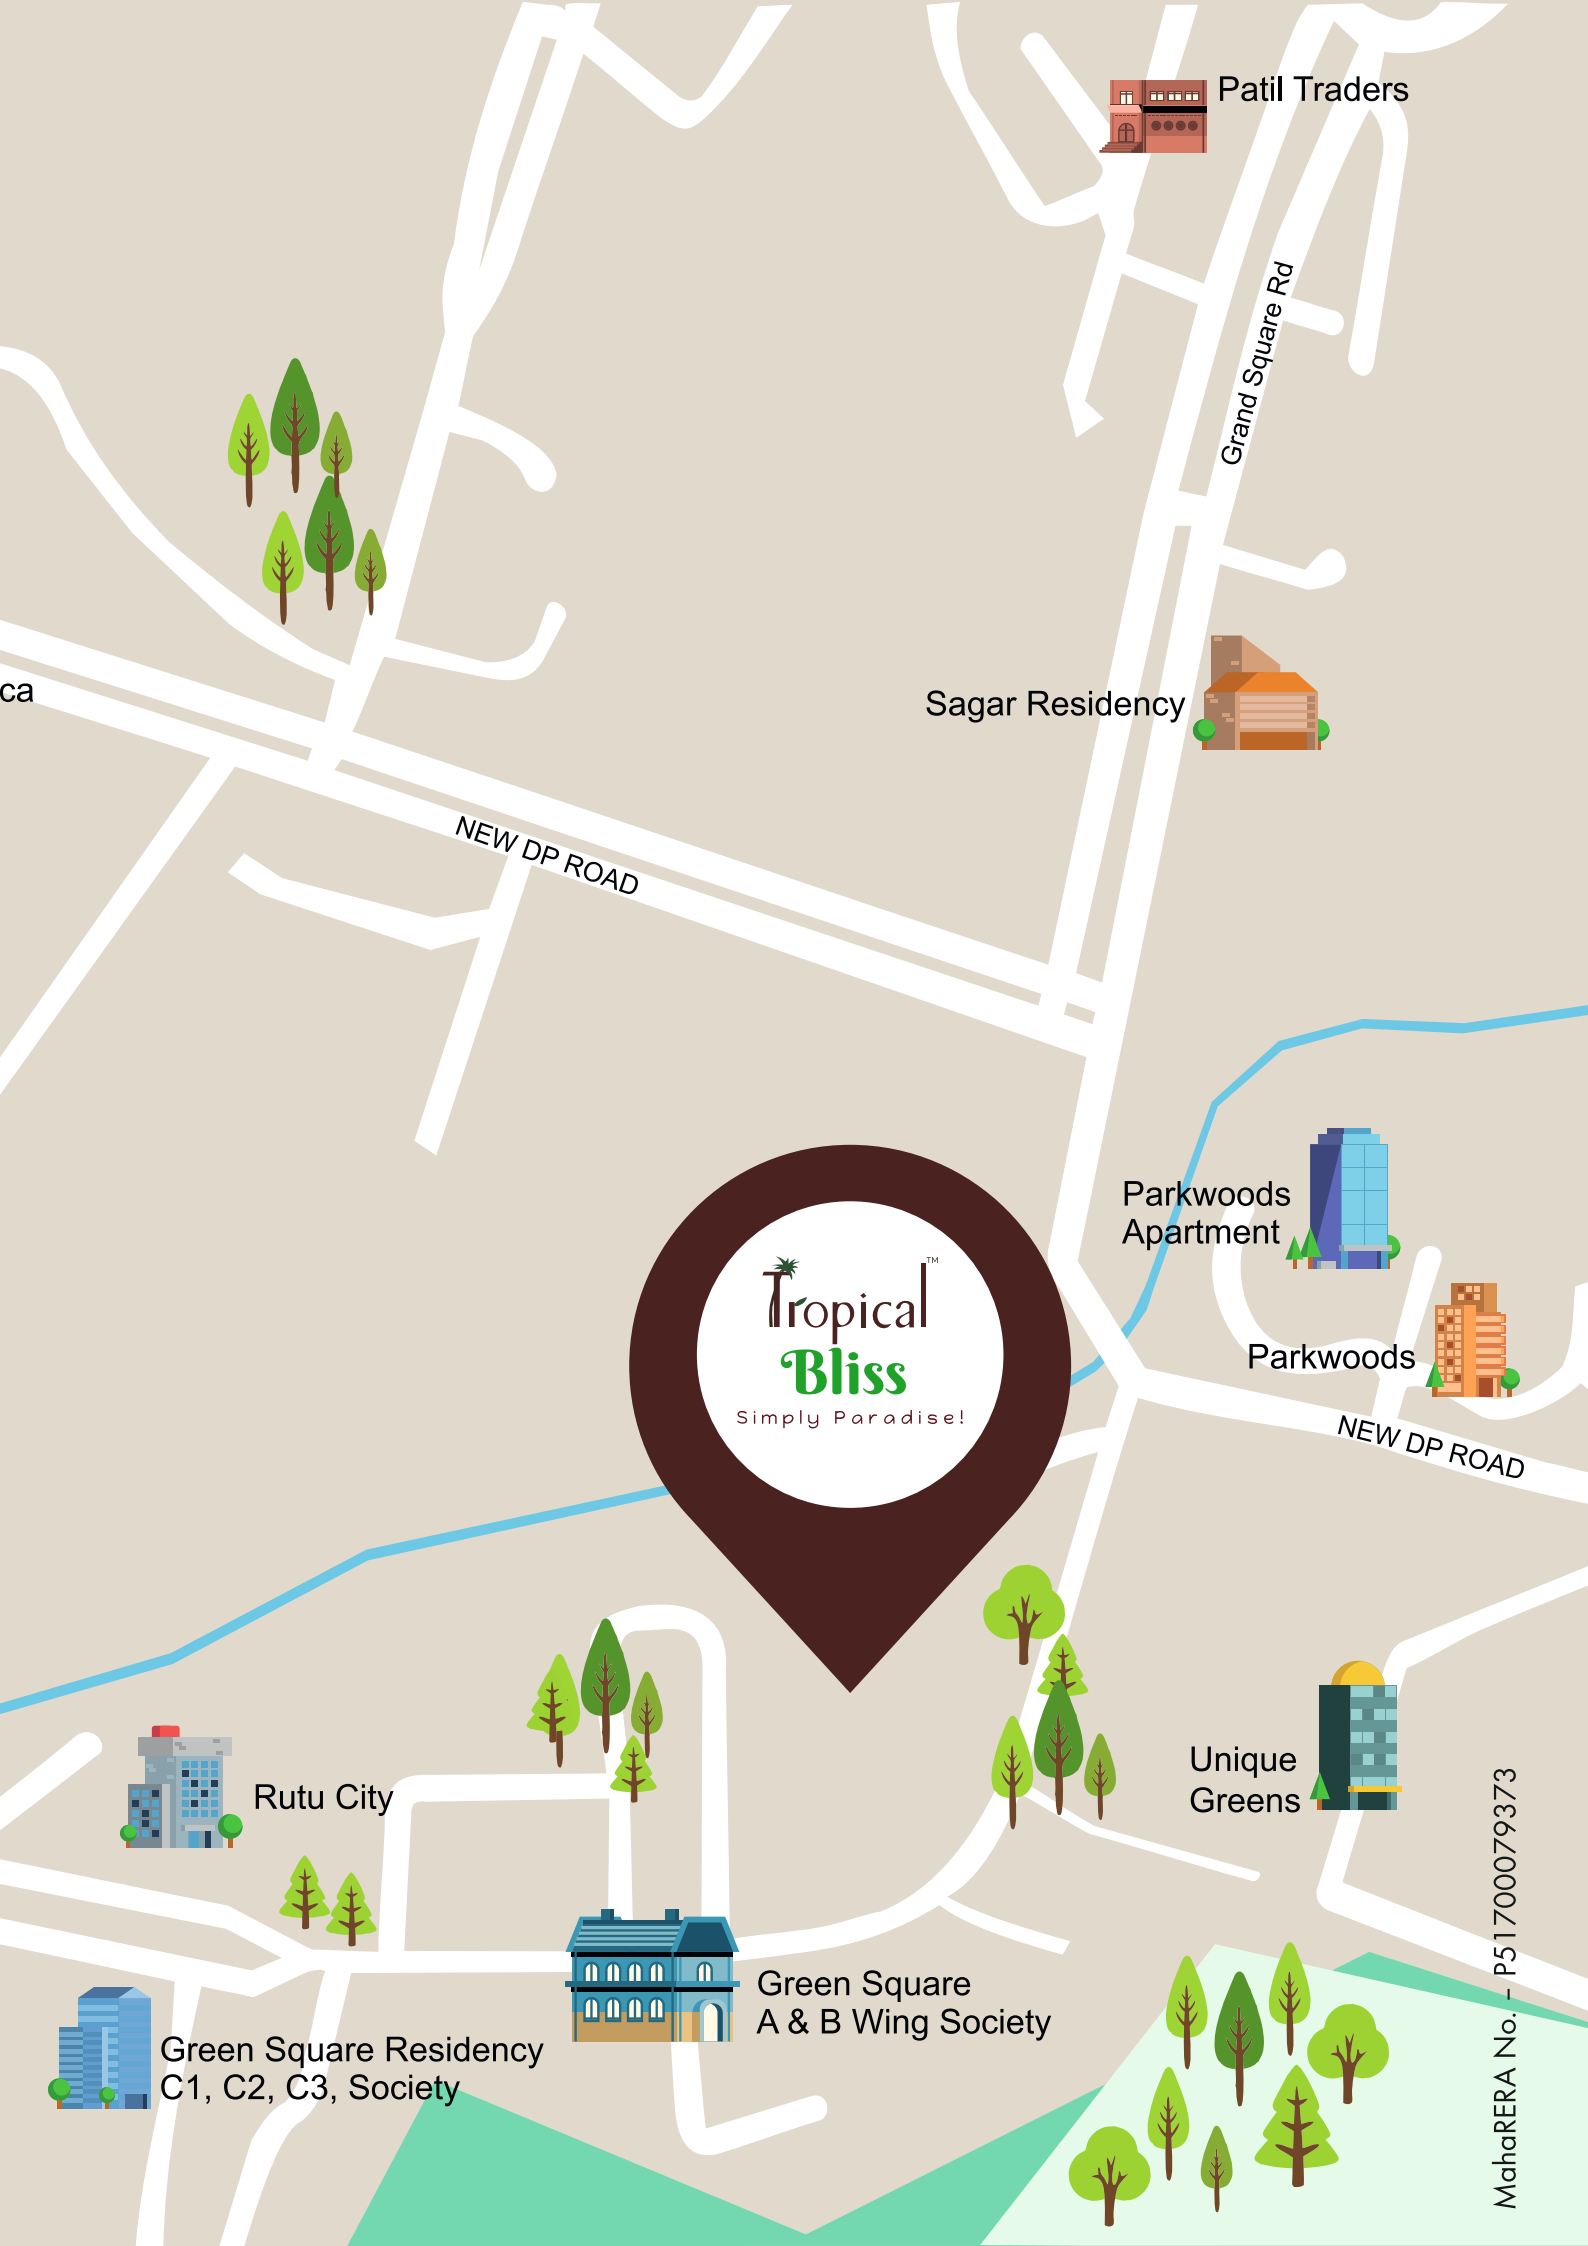 Patil Traders
Grand Square Rd
ca
Sagar Residency
NEW DP ROAD
Parkwoods
Apartment
Tropical
TM
Bliss
Simply Paradise!
Parkwoods
NEW DP ROAD
Unique
Greens
Rutu City
Green Square
A & B Wing Society
Green Square Residency
C1, C2, C3, Society
MahaRERA No. - P51700079373